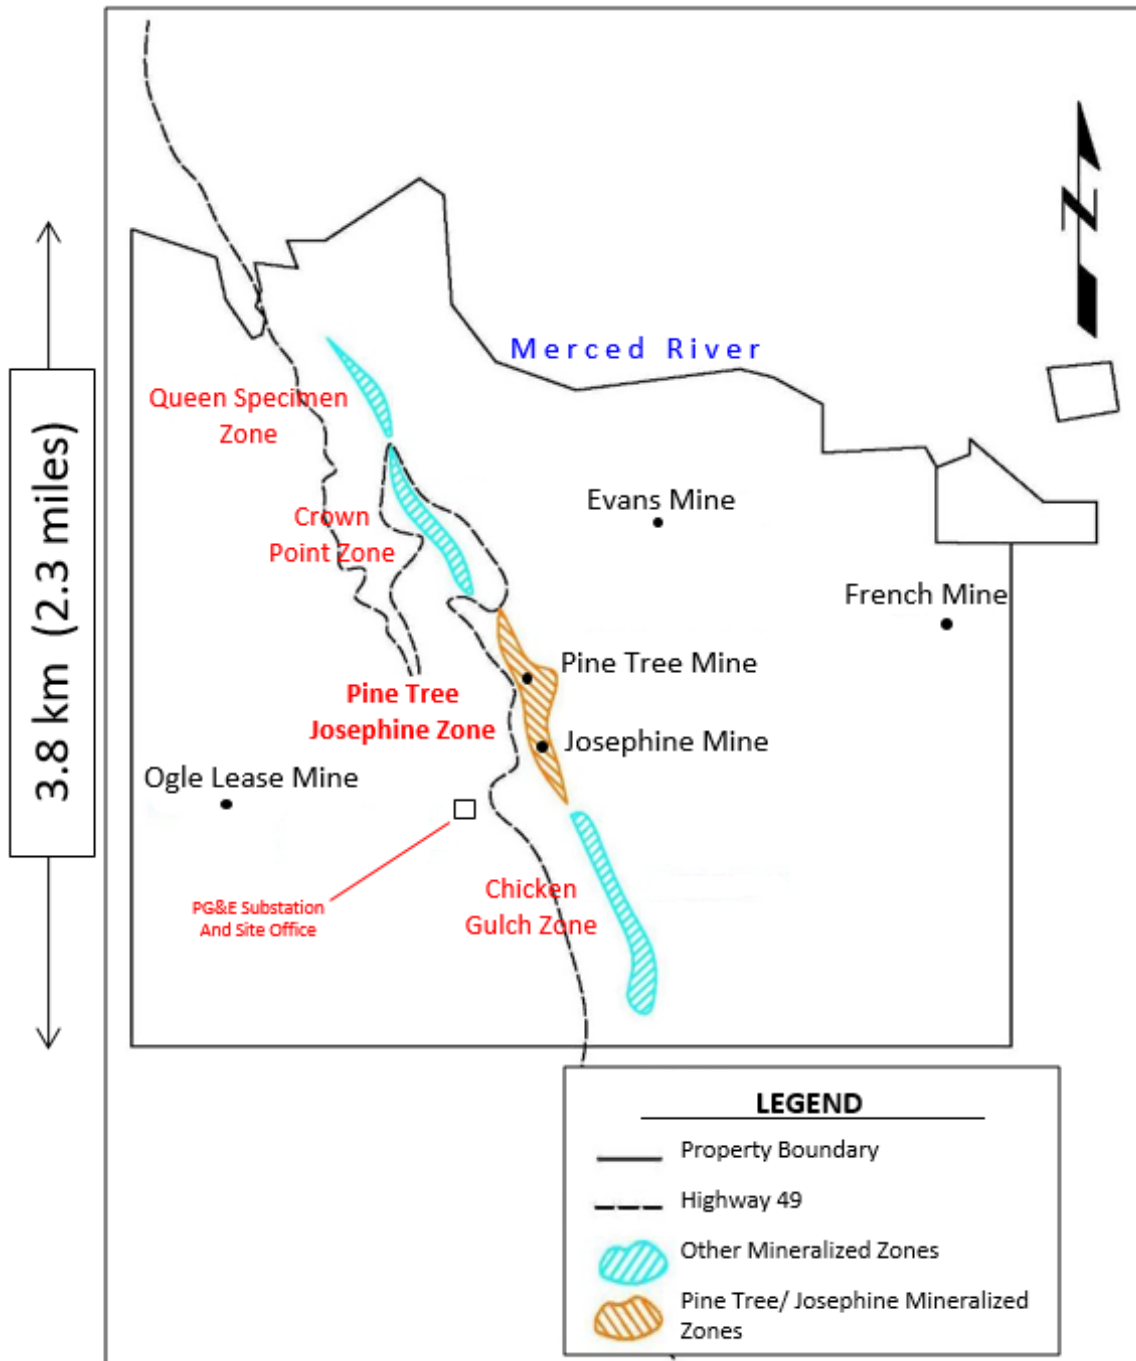 N
Merced River
Queen Specimen
Zone
Evans Mine
Crown
Point Zone
French Mine
Pine Tree Mine
Pine Tree
Josephine Zone
Josephine Mine
Ogle Lease Mine
3.8 km (2.3 miles)
Chicken
Gulch Zone
PG&E Substation
And Site Office
LEGEND
Property Boundary
Highway 49
Other Mineralized Zones
Pine Tree/ Josephine Mineralized
Zones